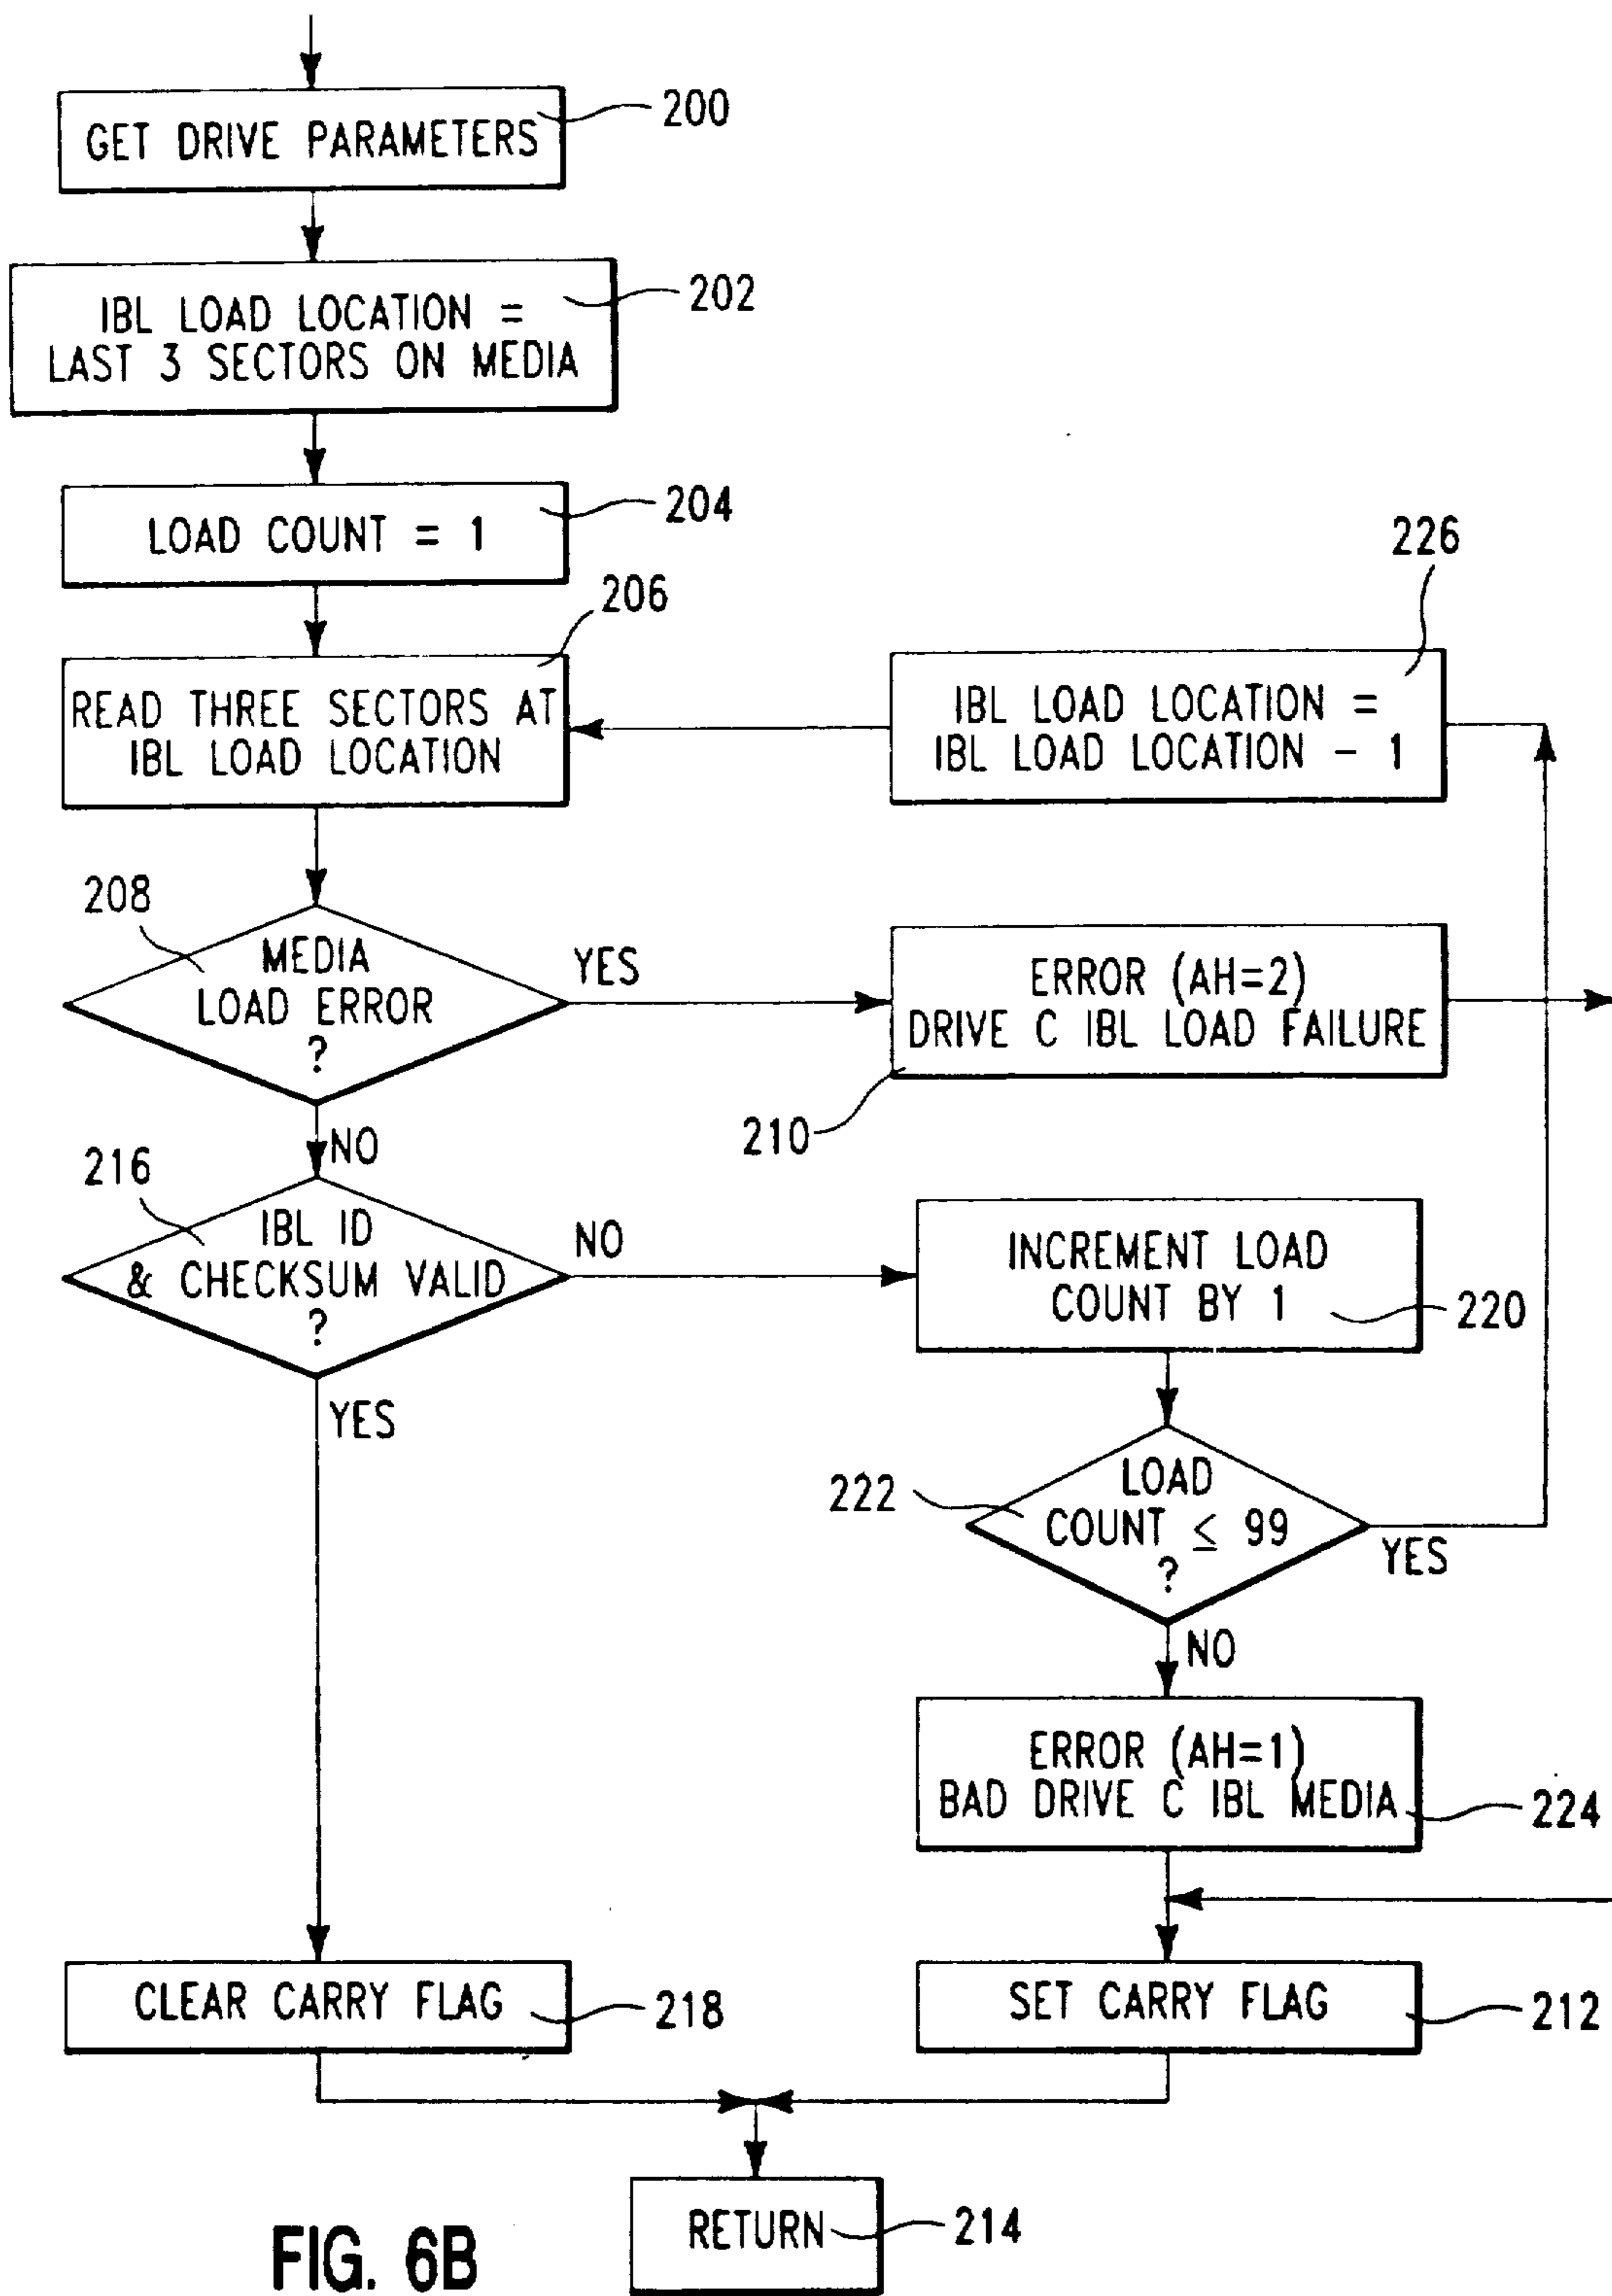 GET DRIVE PARAMETERS
200
IBL LOAD LOCATION =
LAST 3 SECTORS ON MEDIA
202
LOAD COUNT = 1
204
READ THREE SECTORS AT
IBL LOAD LOCATION
206
IBL LOAD LOCATION =
IBL LOAD LOCATION - 1
226
208
MEDIA
LOAD ERROR
?
YES
NO
ERROR (AH=2)
DRIVE C IBL LOAD FAILURE
210
216
IBL ID
& CHECKSUM VALID
?
NO
YES
INCREMENT LOAD
COUNT BY 1
220
222
LOAD
COUNT ≤ 99
?
YES
NO
ERROR (AH=1)
BAD DRIVE C IBL MEDIA
224
CLEAR CARRY FLAG
218
SET CARRY FLAG
212
RETURN
214
FIG. 6B